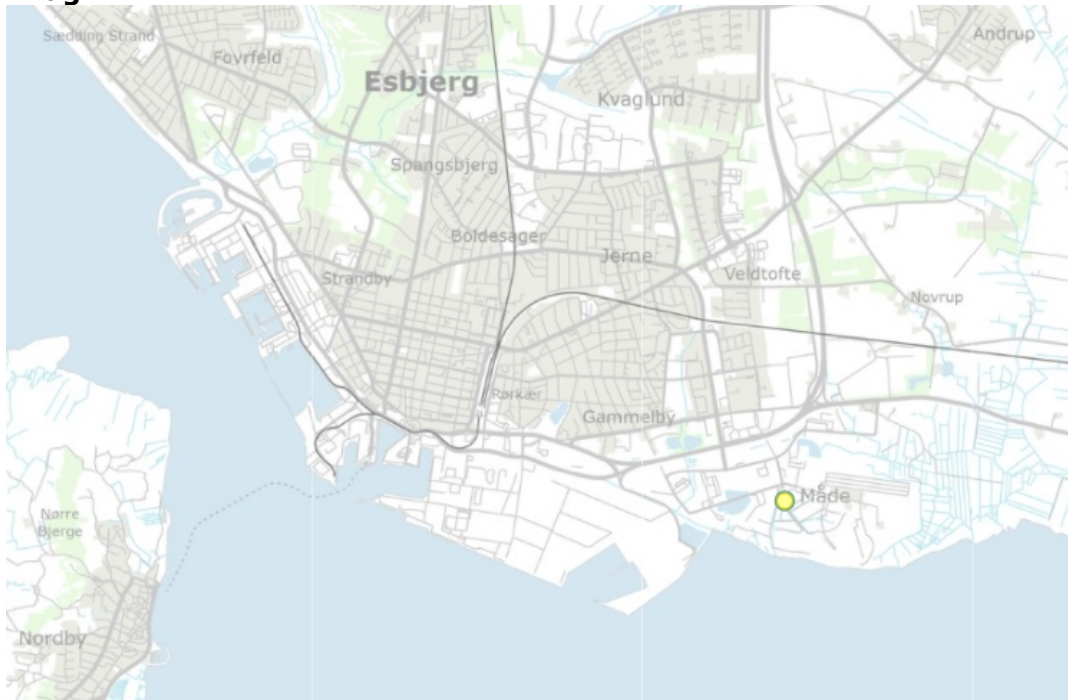 Sædding Strand
Fovrfeld
Esbjerg
Andrup
Kvaglund
Spangsbjerg
Boldesager
Jerne
Strandby
Veldtofte
Novrup
Rørkær
Gammelby
Måde
Nørre
Bjerge
Nordby